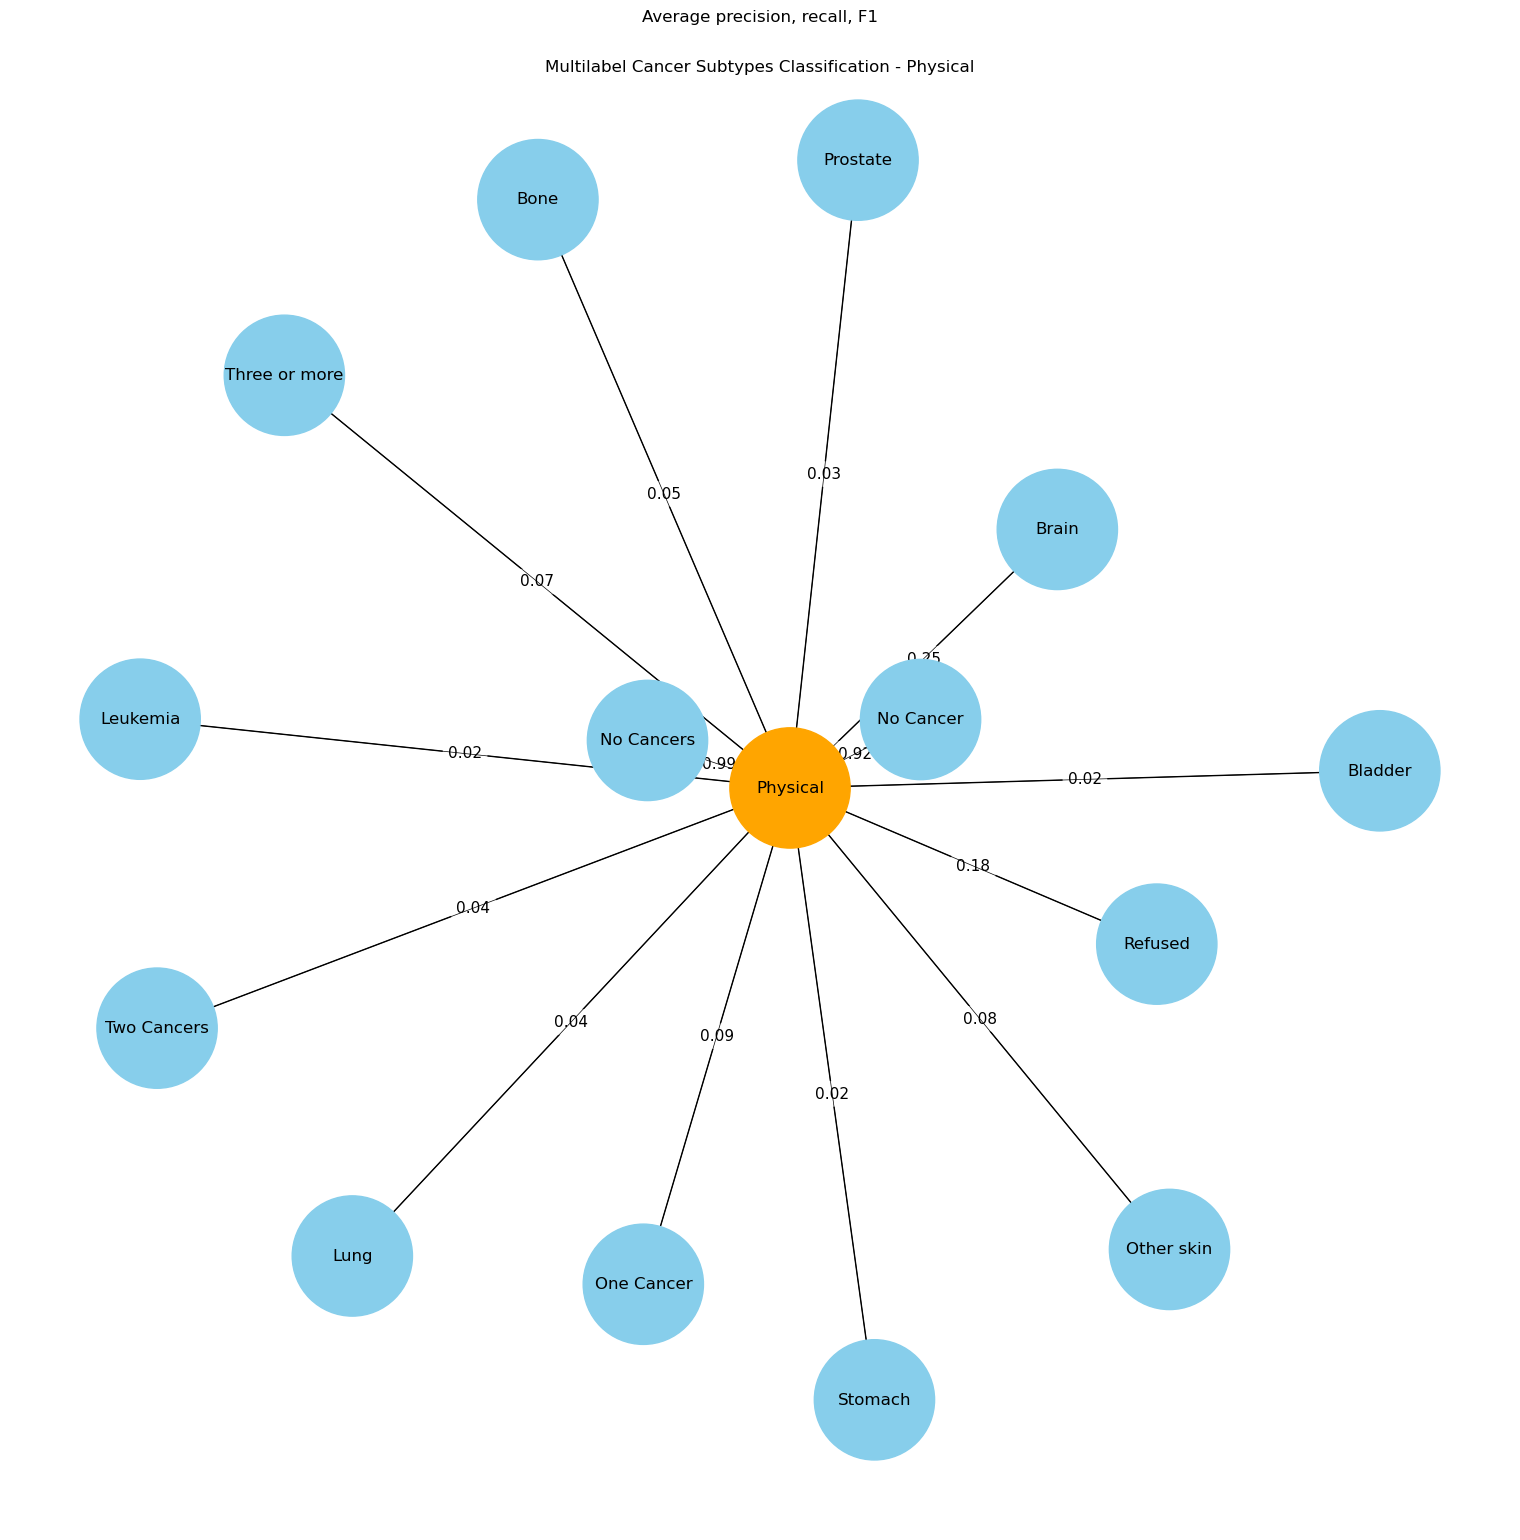 Average precision, recall, F1
Multilabel Cancer Subtypes Classification - Physical
Prostate
Bone
Three or more
0.03
0.05
Brain
0.07
0.25
Leukemia
No Cancer
No Cancers
0.02
0.92
0.99
Bladder
0.02
Physical
0.18
0.04
Refused
0.08
0.04
Two Cancers
0.09
0.02
Other skin
Lung
One Cancer
Stomach